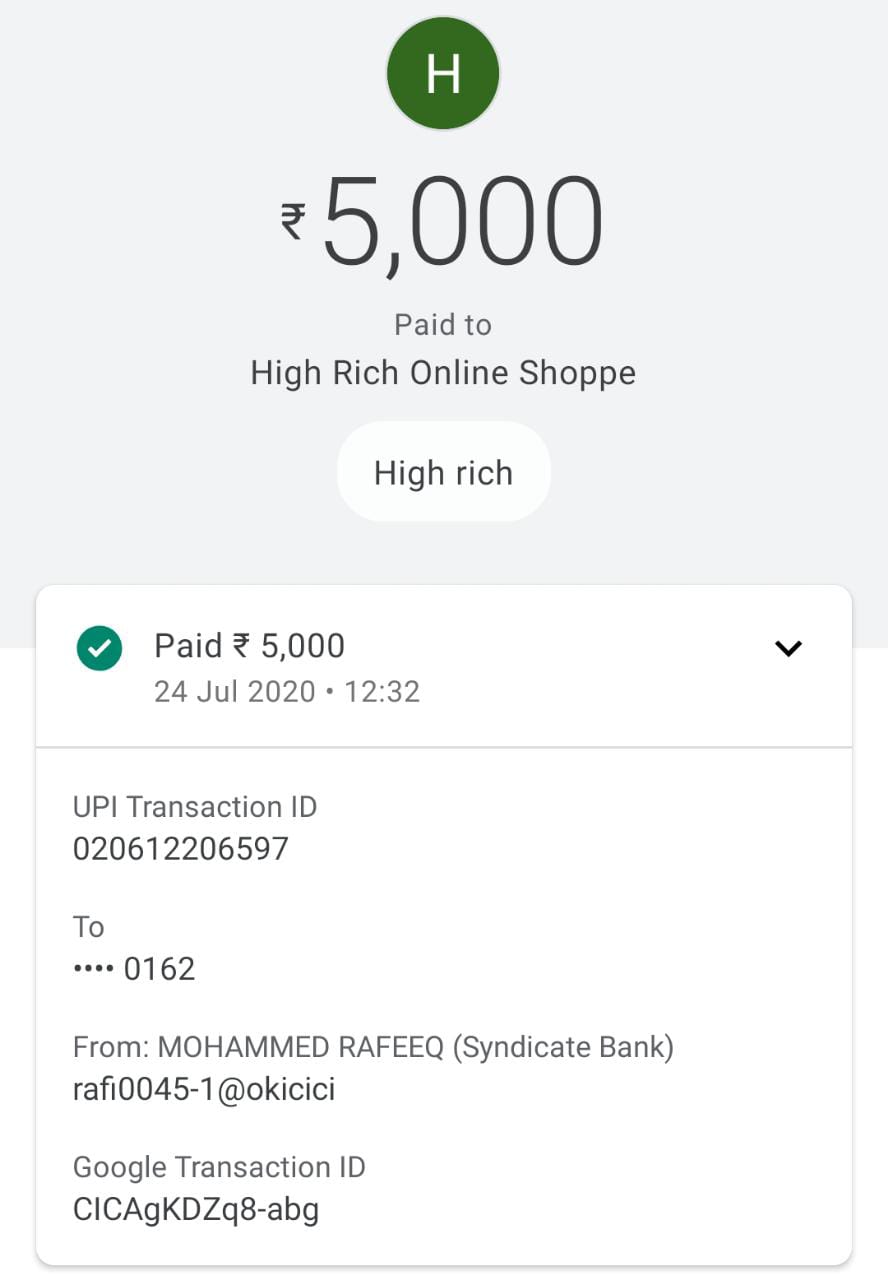 H
₹5,000
Paid to
High Rich Online Shoppe
High rich
Paid ₹ 5,000
24 Jul 2020 • 12:32
UPI Transaction ID
020612206597
To
•••• 0162
From: MOHAMMED RAFEEQ (Syndicate Bank)
rafi0045-1@okicici
Google Transaction ID
CICAgKDZq8-abg